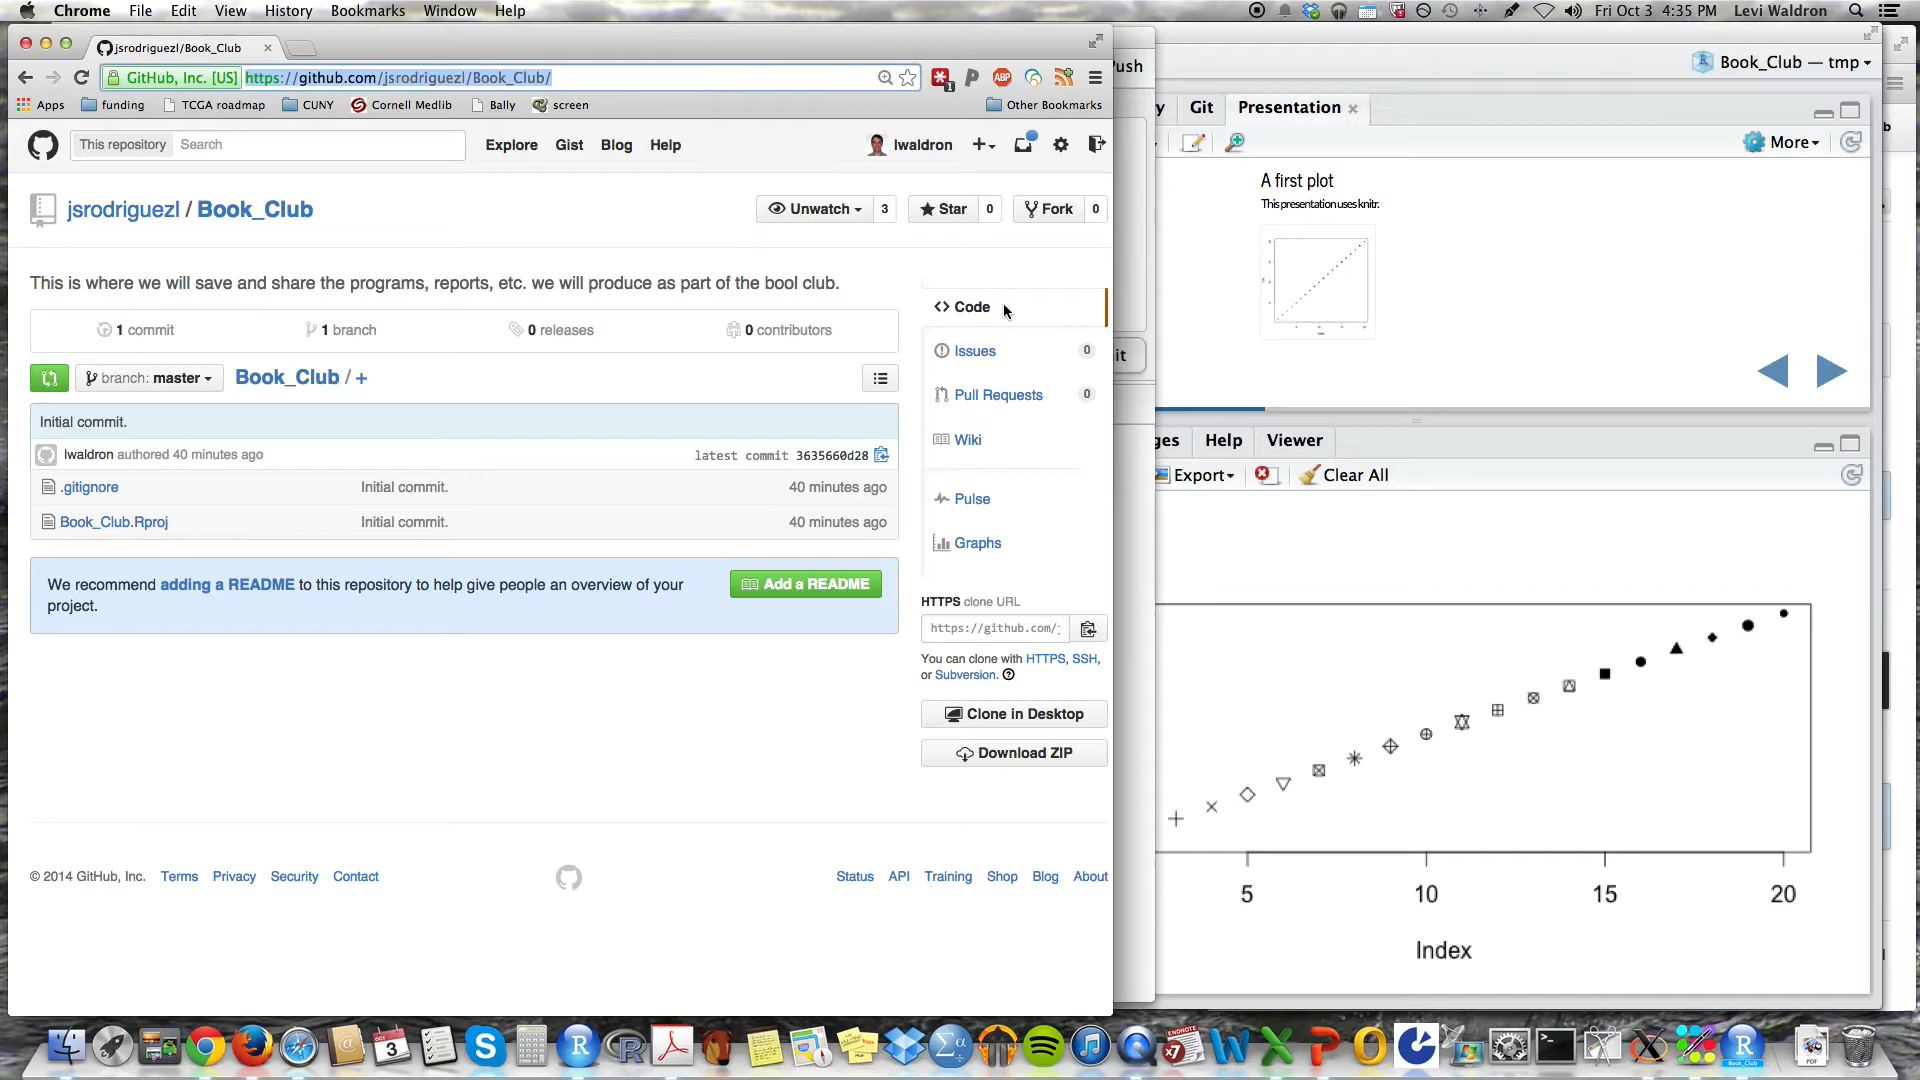 Chrome File Edit View History Bookmarks Window Help
Fri Oct 3 4:35 PM Levi Waldron
jsrodriguezl/Book_Club
GitHub, Inc. [US] https://github.com/jsrodriguezl/Book_Club/
Apps funding TCGA roadmap CUNY Cornell Medlib Bally screen Other Bookmarks
This repository Search Explore Gist Blog Help lwaldron
jsrodriguezl / Book_Club
Unwatch 3 Star 0 Fork 0
This is where we will save and share the programs, reports, etc. we will produce as part of the bool club.
1 commit 1 branch 0 releases 0 contributors
branch: master Book_Club / +
Initial commit.
lwaldron authored 40 minutes ago latest commit 3635660d28
.gitignore Initial commit. 40 minutes ago
Book_Club.Rproj Initial commit. 40 minutes ago
We recommend adding a README to this repository to help give people an overview of your
project.
Add a README
Code
Issues 0
Pull Requests 0
Wiki
Pulse
Graphs
HTTPS clone URL
https://github.com/
You can clone with HTTPS, SSH,
or Subversion.
Clone in Desktop
Download ZIP
© 2014 GitHub, Inc. Terms Privacy Security Contact
Status API Training Shop Blog About
ush
Book_Club — tmp
y Git Presentation
More
A first plot
This presentation uses knitr.
it
ges Help Viewer
Export Clear All
5 10 15 20
Index
OCT
3
ENDNOTE
X7
PDF
Book_Club